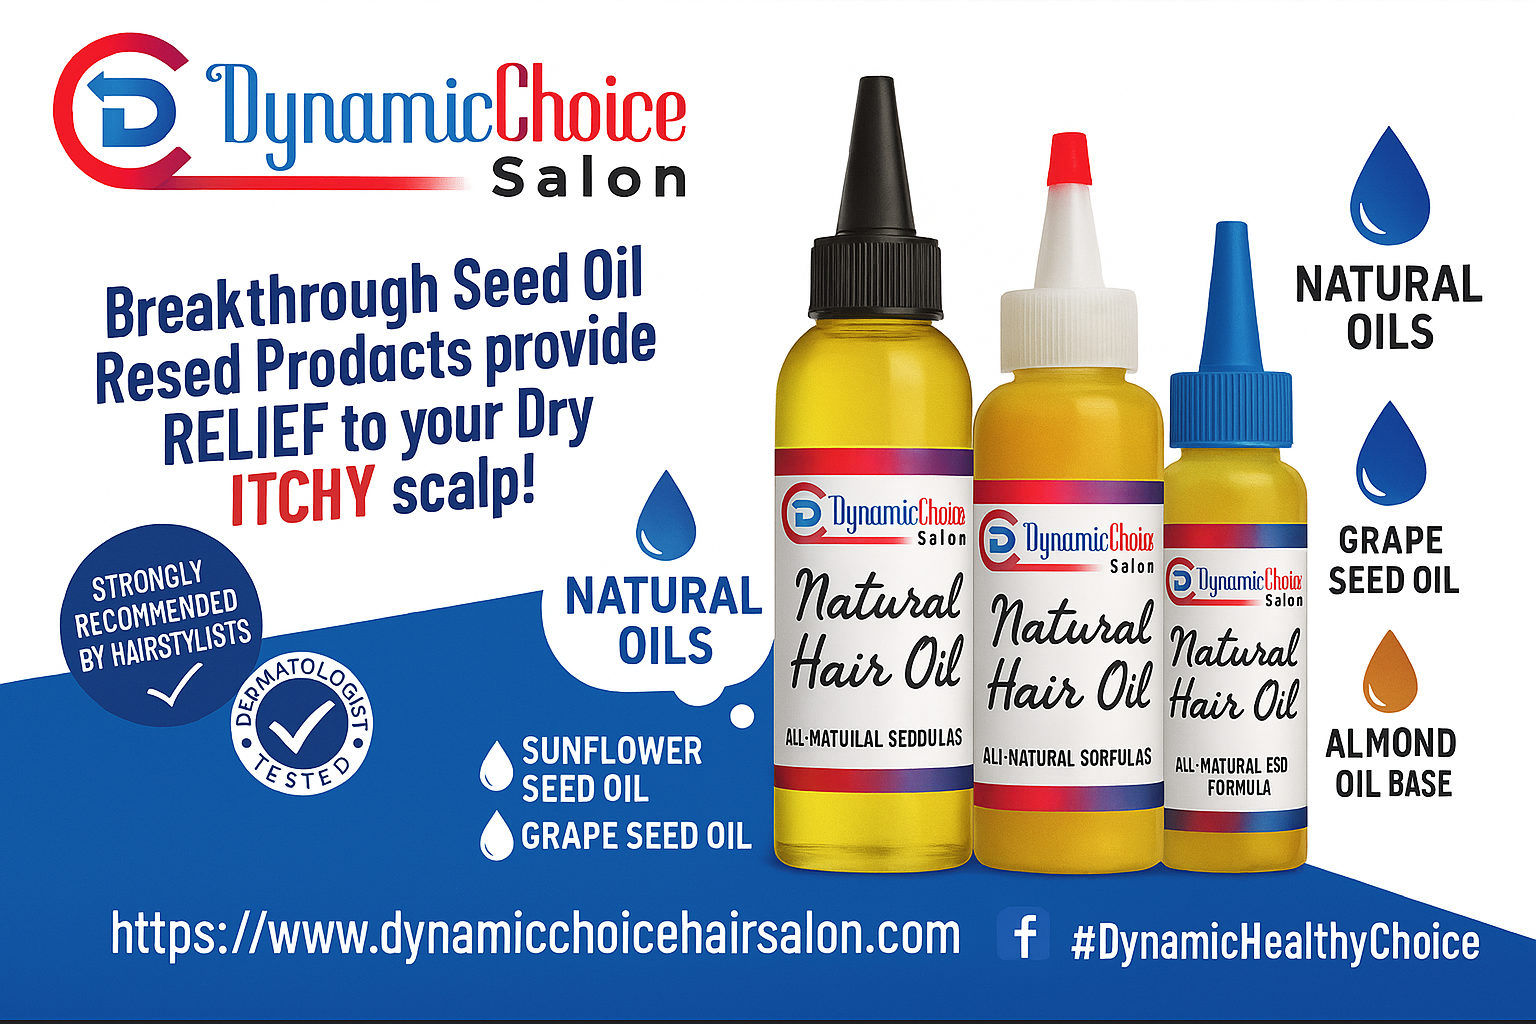 DynamicChoice
Salon
Breakthrough Seed Oil
Resed Prodacts provide
RELIEF to your Dry
ITCHY scalp!
STRONGLY
RECOMMENDED
BY HAIRSTYLISTS
DERMATOLOGIST
TESTED
NATURAL
OILS
SUNFLOWER
SEED OIL
GRAPE SEED OIL
DynamicChoice
Salon
Natural
Hair Oil
ALL-MATUILAL SEDDULAS
DynamicChoice
Salon
Natural
Hair Oil
ALI-NATURAL SORFULAS
DynamicChoice
Salon
Natural
Hair Oil
ALL-MATURAL ESD
FORMULA
NATURAL
OILS
GRAPE
SEED OIL
ALMOND
OIL BASE
https://www.dynamicchoicehairsalon.com
#DynamicHealthyChoice